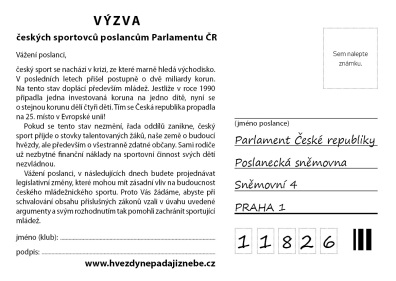 VÝZVA
českých sportovců poslancům Parlamentu ČR
Vážení poslanci,
český sport se nachází v krizi, ze které marně hledá východisko.
V posledních letech přišel postupně o dvě miliardy korun.
Na tento stav doplácí především mládež. Jestliže v roce 1990
připadla jedna investovaná koruna na jedno dítě, nyní se
o stejnou korunu dělí čtyři děti. Tím se Česká republika propadla
na 25. místo v Evropské unii!
Pokud se tento stav nezmění, řada oddílů zanikne, český
sport přijde o stovky talentovaných žáků, naše země o budoucí
hvězdy, ale především o všestranně zdatné občany. Sami rodiče
už nezbytné finanční náklady na sportovní činnost svých dětí
nezvládnou.
Vážení poslanci, v následujících dnech budete projednávat
legislativní změny, které mohou mít zásadní vliv na budoucnost
českého mládežnického sportu. Proto Vás žádáme, abyste při
schvalování obsahu příslušných zákonů vzali v úvahu uvedené
argumenty a svým rozhodnutím tak pomohli zachránit sportující
mládež.
jméno (klub):
podpis:
www.hvezdynepadajiznebe.cz
Sem nalepte
známku.
(jméno poslance)
Parlament České republiky
Poslanecká sněmovna
Sněmovní 4
PRAHA 1
1 1 8 2 6